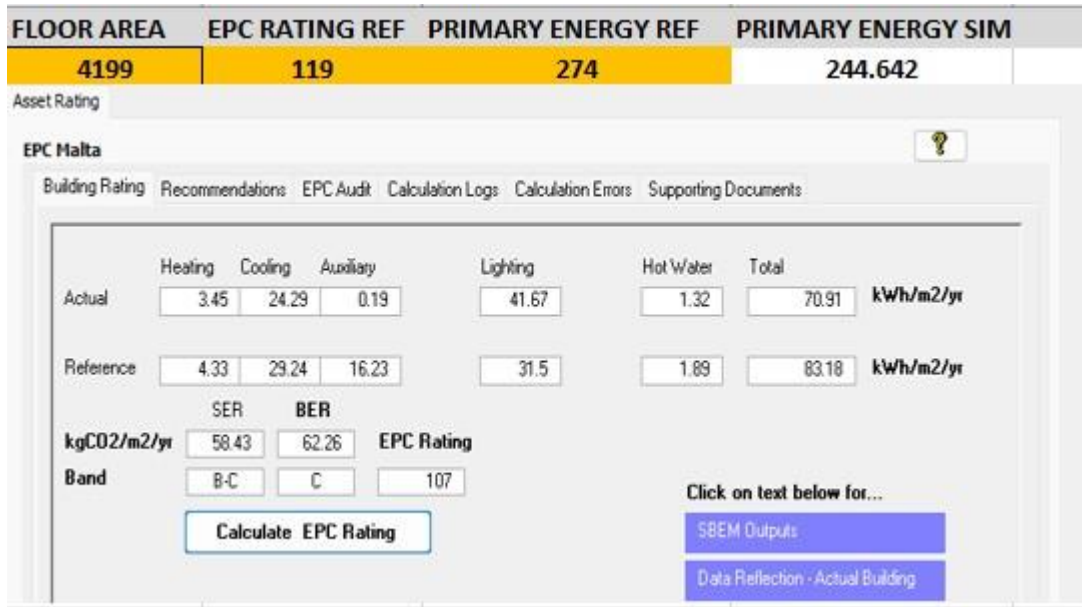 FLOOR AREA EPC RATING REF PRIMARY ENERGY REF PRIMARY ENERGY SIM
4199 119 274 244.642
Asset Rating
EPC Malta
?
Building Rating Recommendations EPC Audit Calculation Logs Calculation Errors Supporting Documents
Heating Cooling Auxiliary Lighting Hot Water Total
Actual 3.45 24.29 0.19 41.67 1.32 70.91 kWh/m2/yr
Reference 4.33 29.24 16.23 31.5 1.89 83.18 kWh/m2/yr
SER BER
kgCO2/m2/yr 58.43 62.26 EPC Rating
Band B-C C 107
Click on text below for...
Calculate EPC Rating SBEM Outputs
Data Reflection - Actual Building